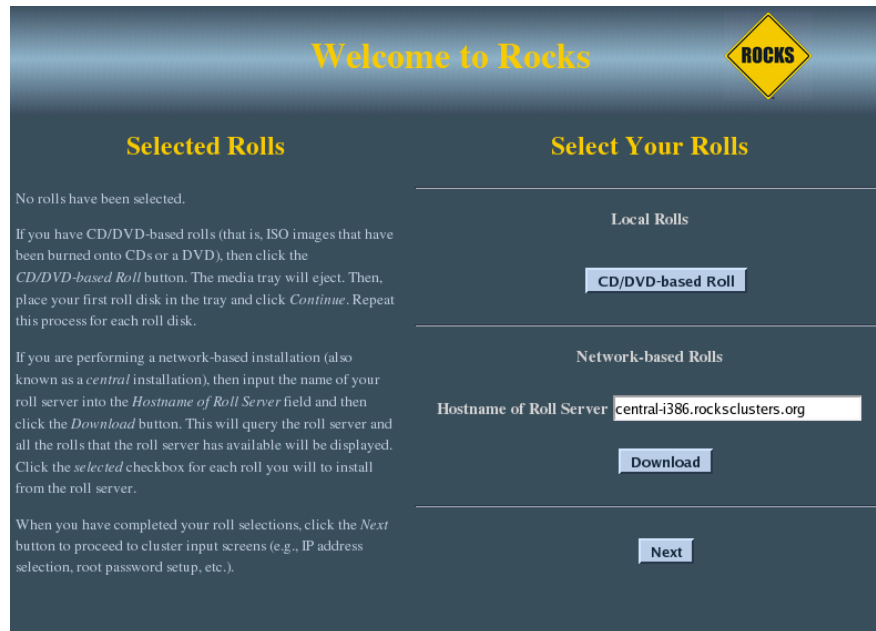 Welcome to Rocks
ROCKS
Selected Rolls
No rolls have been selected.
If you have CD/DVD-based rolls (that is, ISO images that have
been burned onto CDs or a DVD), then click the
CD/DVD-based Roll button. The media tray will eject. Then,
place your first roll disk in the tray and click Continue. Repeat
this process for each roll disk.
If you are performing a network-based installation (also
known as a central installation), then input the name of your
roll server into the Hostname of Roll Server field and then
click the Download button. This will query the roll server and
all the rolls that the roll server has available will be displayed.
Click the selected checkbox for each roll you will to install
from the roll server.
When you have completed your roll selections, click the Next
button to proceed to cluster input screens (e.g., IP address
selection, root password setup, etc.).
Select Your Rolls
Local Rolls
CD/DVD-based Roll
Network-based Rolls
Hostname of Roll Server central-i386.rocksclusters.org
Download
Next